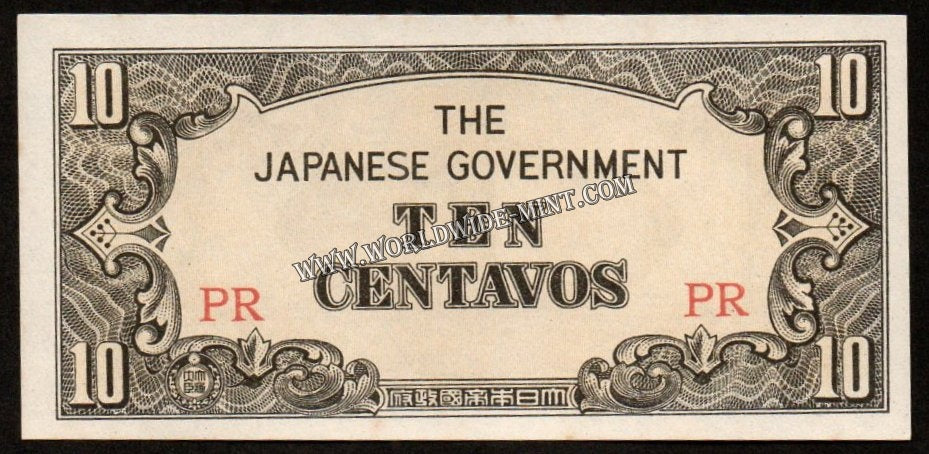 10 10
THE
JAPANESE GOVERNMENT
TEN
CENTAVOS
WWW.WORLDWIDE-MINT.COM
PR PR
10 10
府政國帝本日大